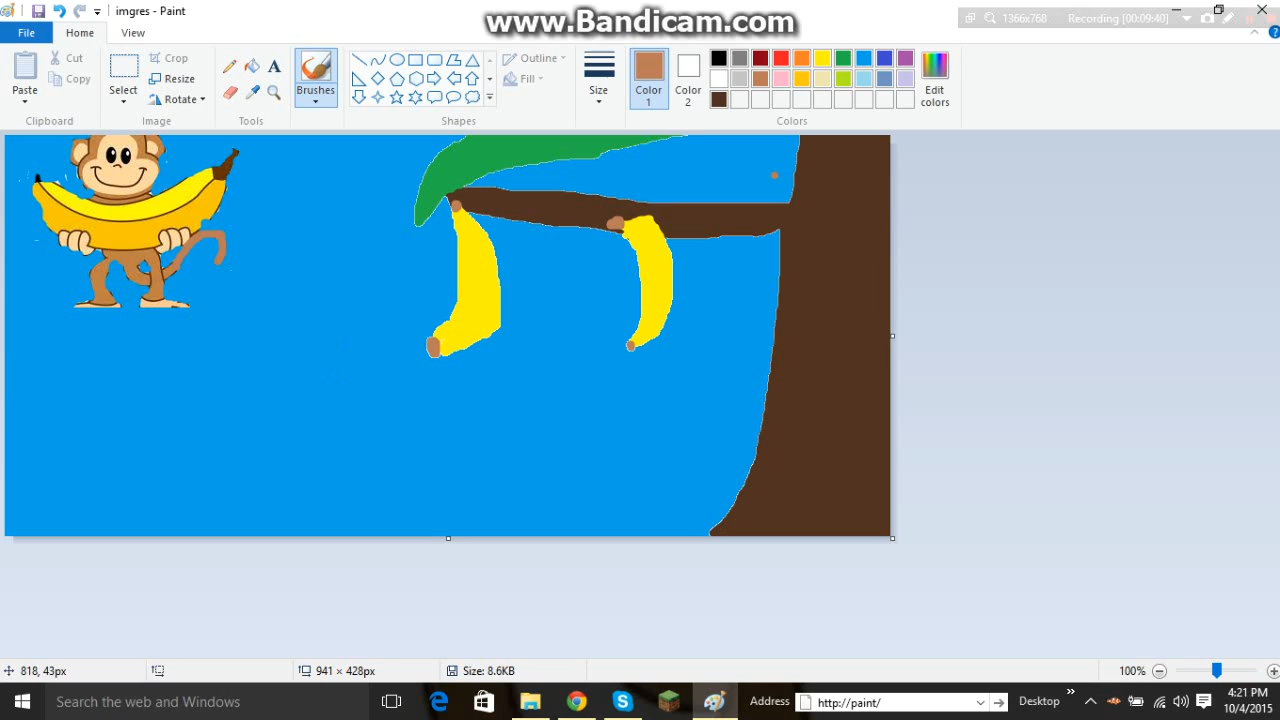 imgres - Paint
www.Bandicam.com
1366x768 Recording [00:09:40]
File Home View
Paste
Cut
Copy
Clipboard
Select
Crop
Resize
Rotate
Image
A
Tools
Brushes
Outline
Fill
Shapes
Size
Color 1
Color 2
Edit colors
Colors
818, 43px
941 × 428px
Size: 8.6KB
100%
Search the web and Windows
Address http://paint/
Desktop
4:21 PM
10/4/2015